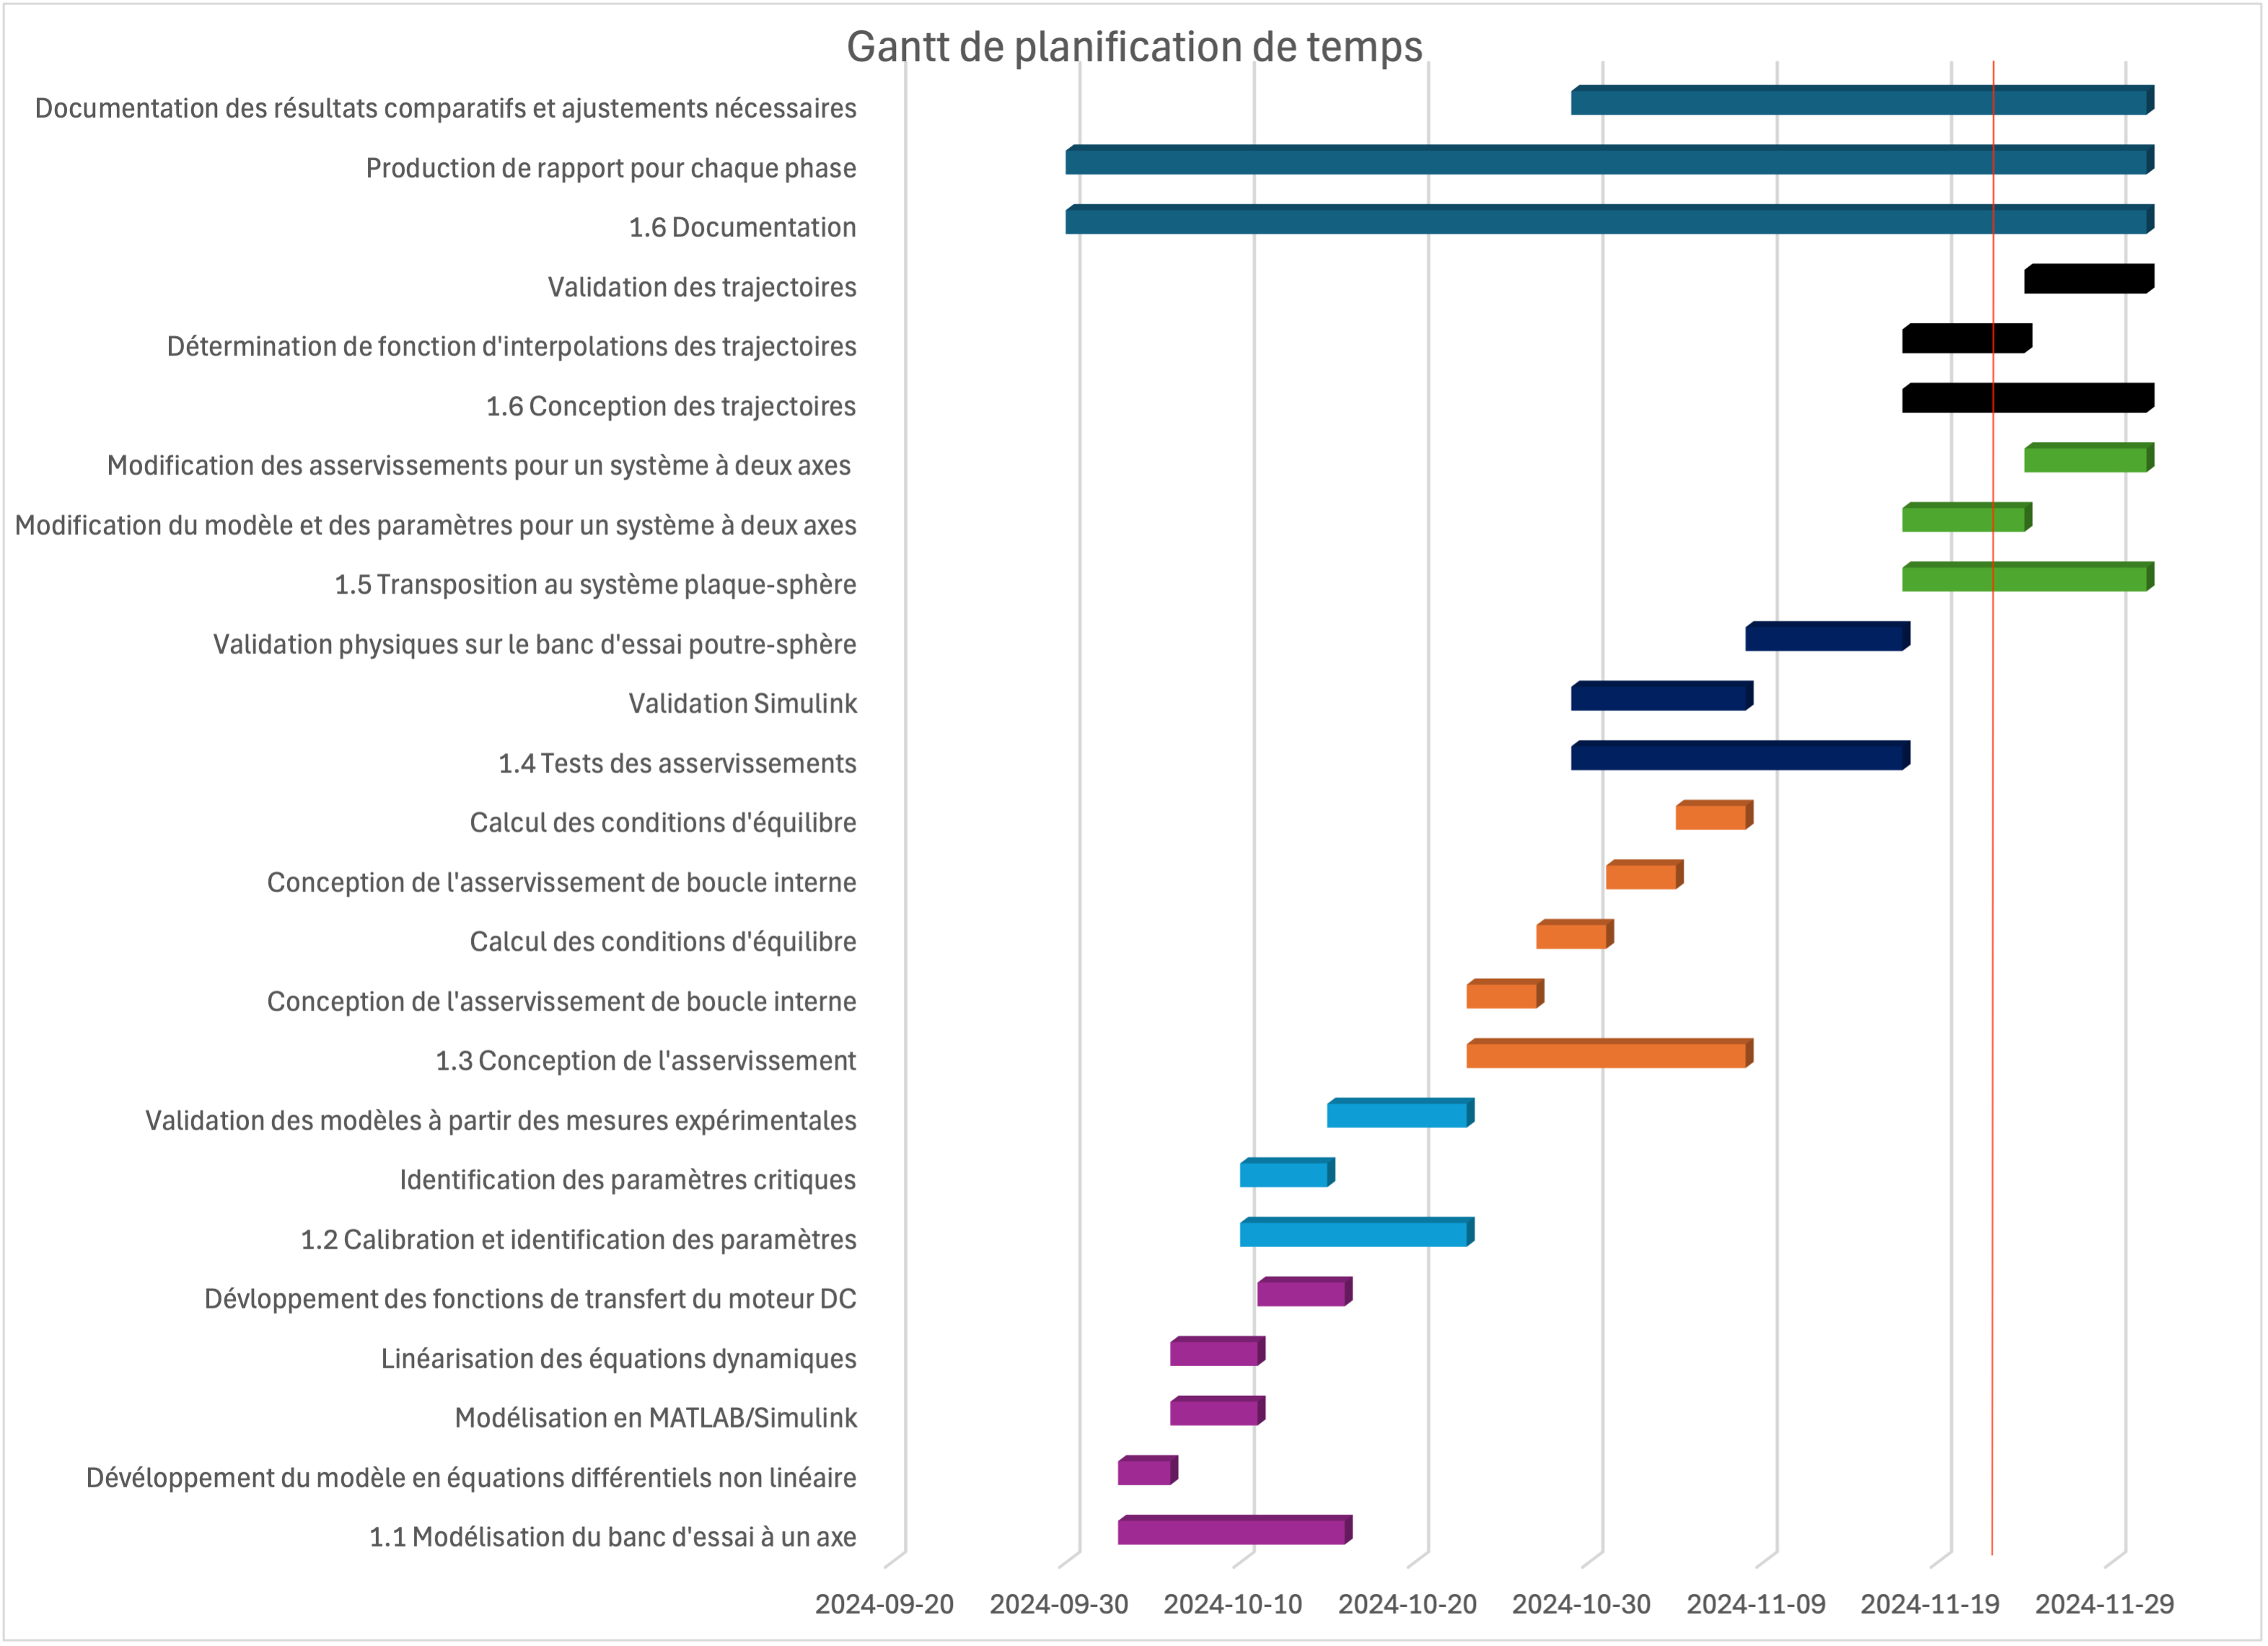 Gantt de planification de temps
Documentation des résultats comparatifs et ajustements nécessaires
Production de rapport pour chaque phase
1.6 Documentation
Validation des trajectoires
Détermination de fonction d'interpolations des trajectoires
1.6 Conception des trajectoires
Modification des asservissements pour un système à deux axes
Modification du modèle et des paramètres pour un système à deux axes
1.5 Transposition au système plaque-sphère
Validation physiques sur le banc d'essai poutre-sphère
Validation Simulink
1.4 Tests des asservissements
Calcul des conditions d'équilibre
Conception de l'asservissement de boucle interne
Calcul des conditions d'équilibre
Conception de l'asservissement de boucle interne
1.3 Conception de l'asservissement
Validation des modèles à partir des mesures expérimentales
Identification des paramètres critiques
1.2 Calibration et identification des paramètres
Dévloppement des fonctions de transfert du moteur DC
Linéarisation des équations dynamiques
Modélisation en MATLAB/Simulink
Dévéloppement du modèle en équations différentiels non linéaire
1.1 Modélisation du banc d'essai à un axe
2024-09-20 2024-09-30 2024-10-10 2024-10-20 2024-10-30 2024-11-09 2024-11-19 2024-11-29